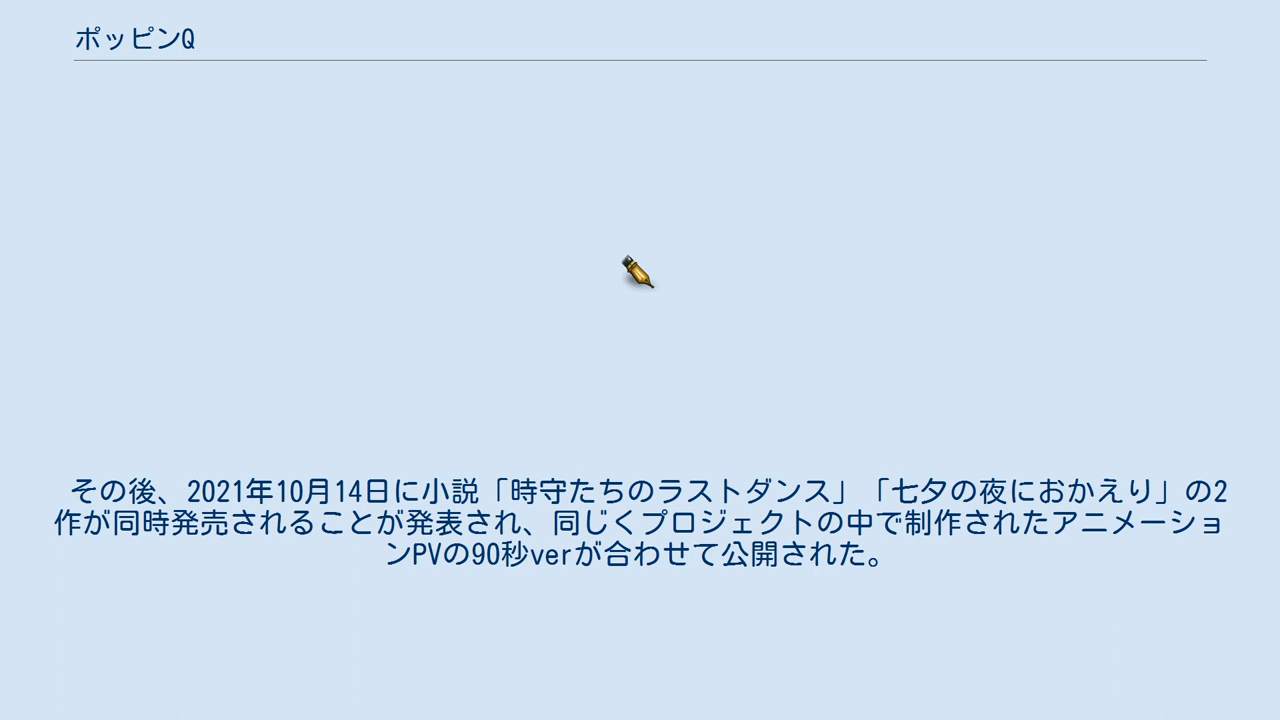 ポッピンQ
その後、2021年10月14日に小説「時守たちのラストダンス」「七夕の夜におかえり」の2
作が同時発売されることが発表され、同じくプロジェクトの中で制作されたアニメーショ
ンPVの90秒verが合わせて公開された。